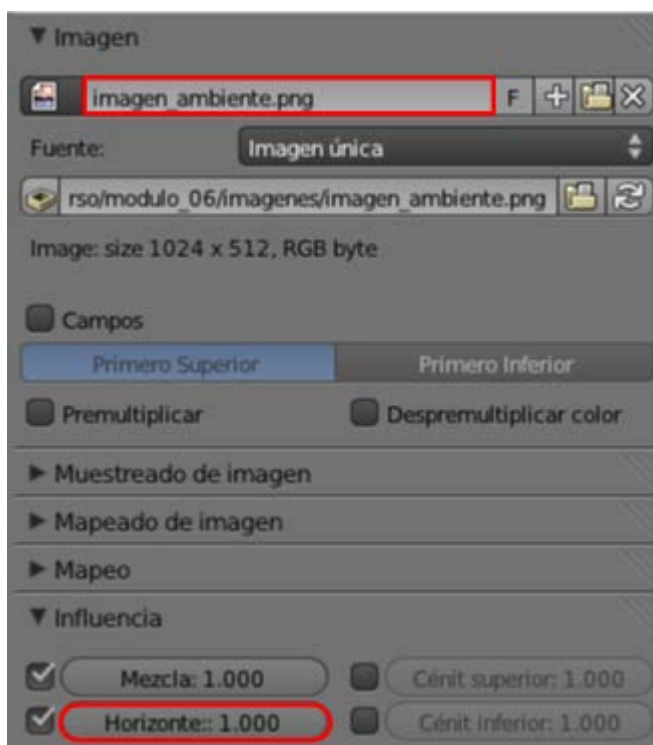 Imagen
imagen_ambiente.png F
Fuente: Imagen única
rso/modulo_06/imagenes/imagen_ambiente.png
Image: size 1024 x 512, RGB byte
Campos
Primero Superior Primero Inferior
Premultiplicar Despremultiplicar color
Muestreado de imagen
Mapeado de imagen
Mapeo
Influencia
Mezcla: 1.000 Cénit superior: 1.000
Horizonte:: 1.000 Cénit inferior: 1.000